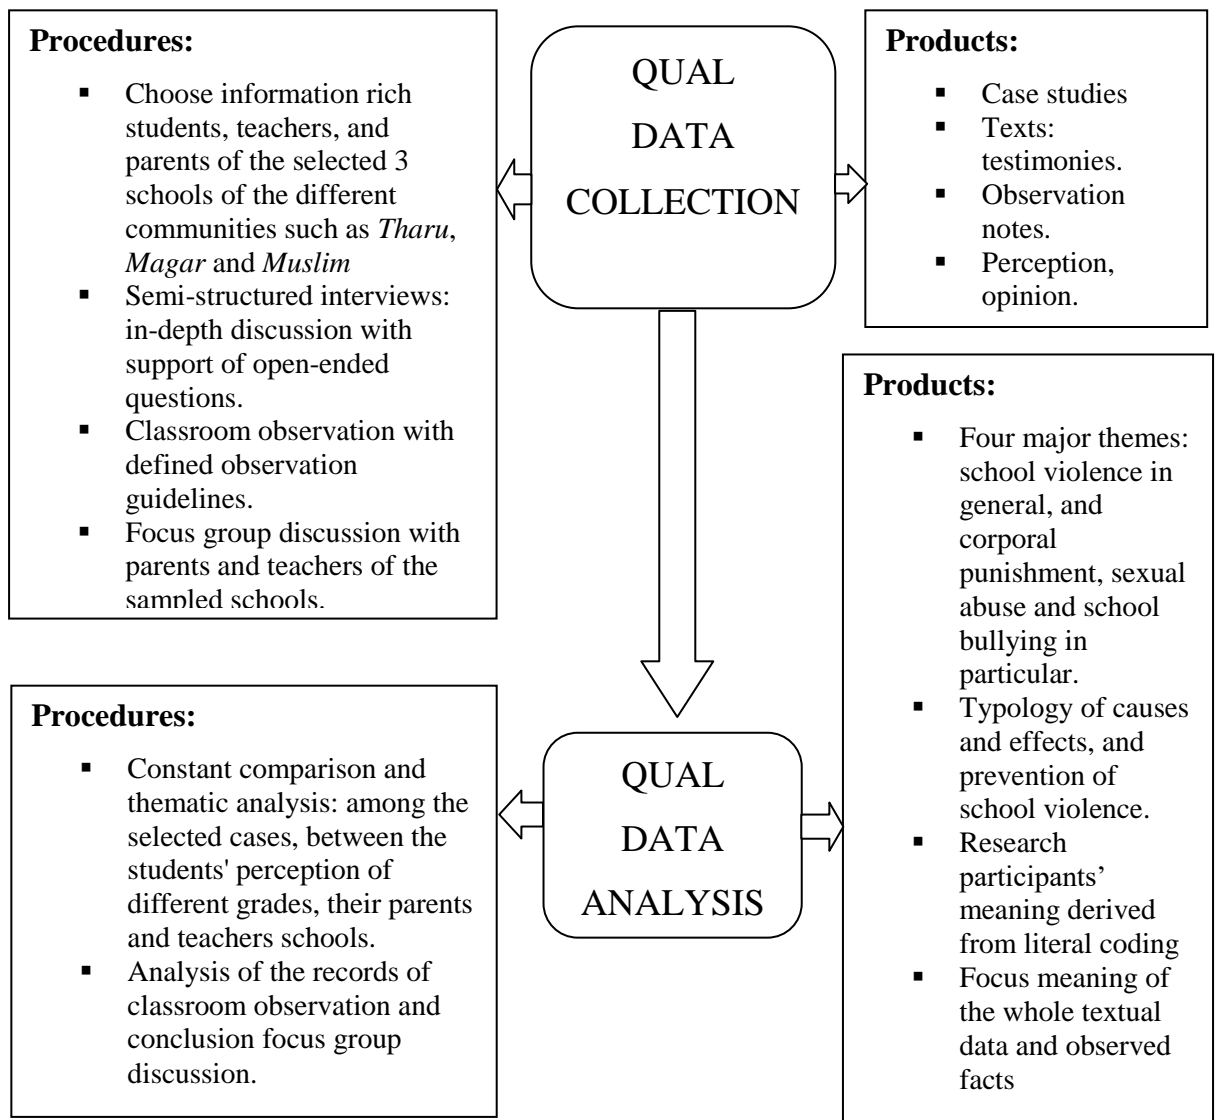 Procedures:
▪ Choose information rich
students, teachers, and
parents of the selected 3
schools of the different
communities such as Tharu,
Magar and Muslim
▪ Semi-structured interviews:
in-depth discussion with
support of open-ended
questions.
▪ Classroom observation with
defined observation
guidelines.
▪ Focus group discussion with
parents and teachers of the
sampled schools.
QUAL
DATA
COLLECTION
Products:
▪ Case studies
▪ Texts:
testimonies.
▪ Observation
notes.
▪ Perception,
opinion.
Procedures:
▪ Constant comparison and
thematic analysis: among the
selected cases, between the
students' perception of
different grades, their parents
and teachers schools.
▪ Analysis of the records of
classroom observation and
conclusion focus group
discussion.
QUAL
DATA
ANALYSIS
Products:
▪ Four major themes:
school violence in
general, and
corporal
punishment, sexual
abuse and school
bullying in
particular.
▪ Typology of causes
and effects, and
prevention of
school violence.
▪ Research
participants’
meaning derived
from literal coding
▪ Focus meaning of
the whole textual
data and observed
facts